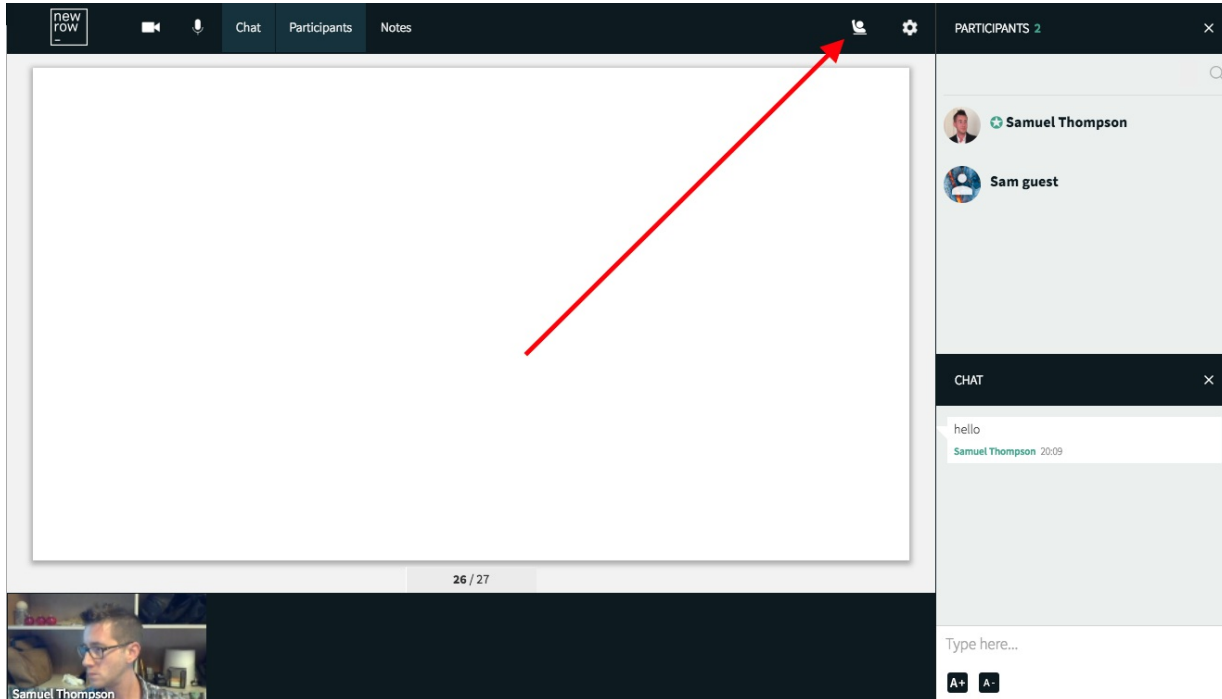 new
row
Chat Participants Notes
PARTICIPANTS 2
Samuel Thompson
Sam guest
CHAT
hello
Samuel Thompson 20:09
26 / 27
Samuel Thompson
Type here...
A+ A-